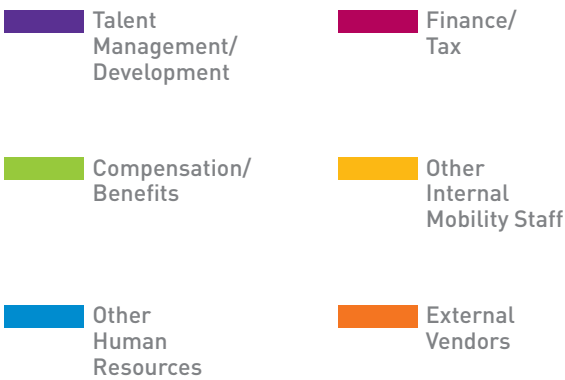 Talent
Management/
Development
Finance/
Tax
Compensation/
Benefits
Other
Internal
Mobility Staff
Other
Human
Resources
External
Vendors